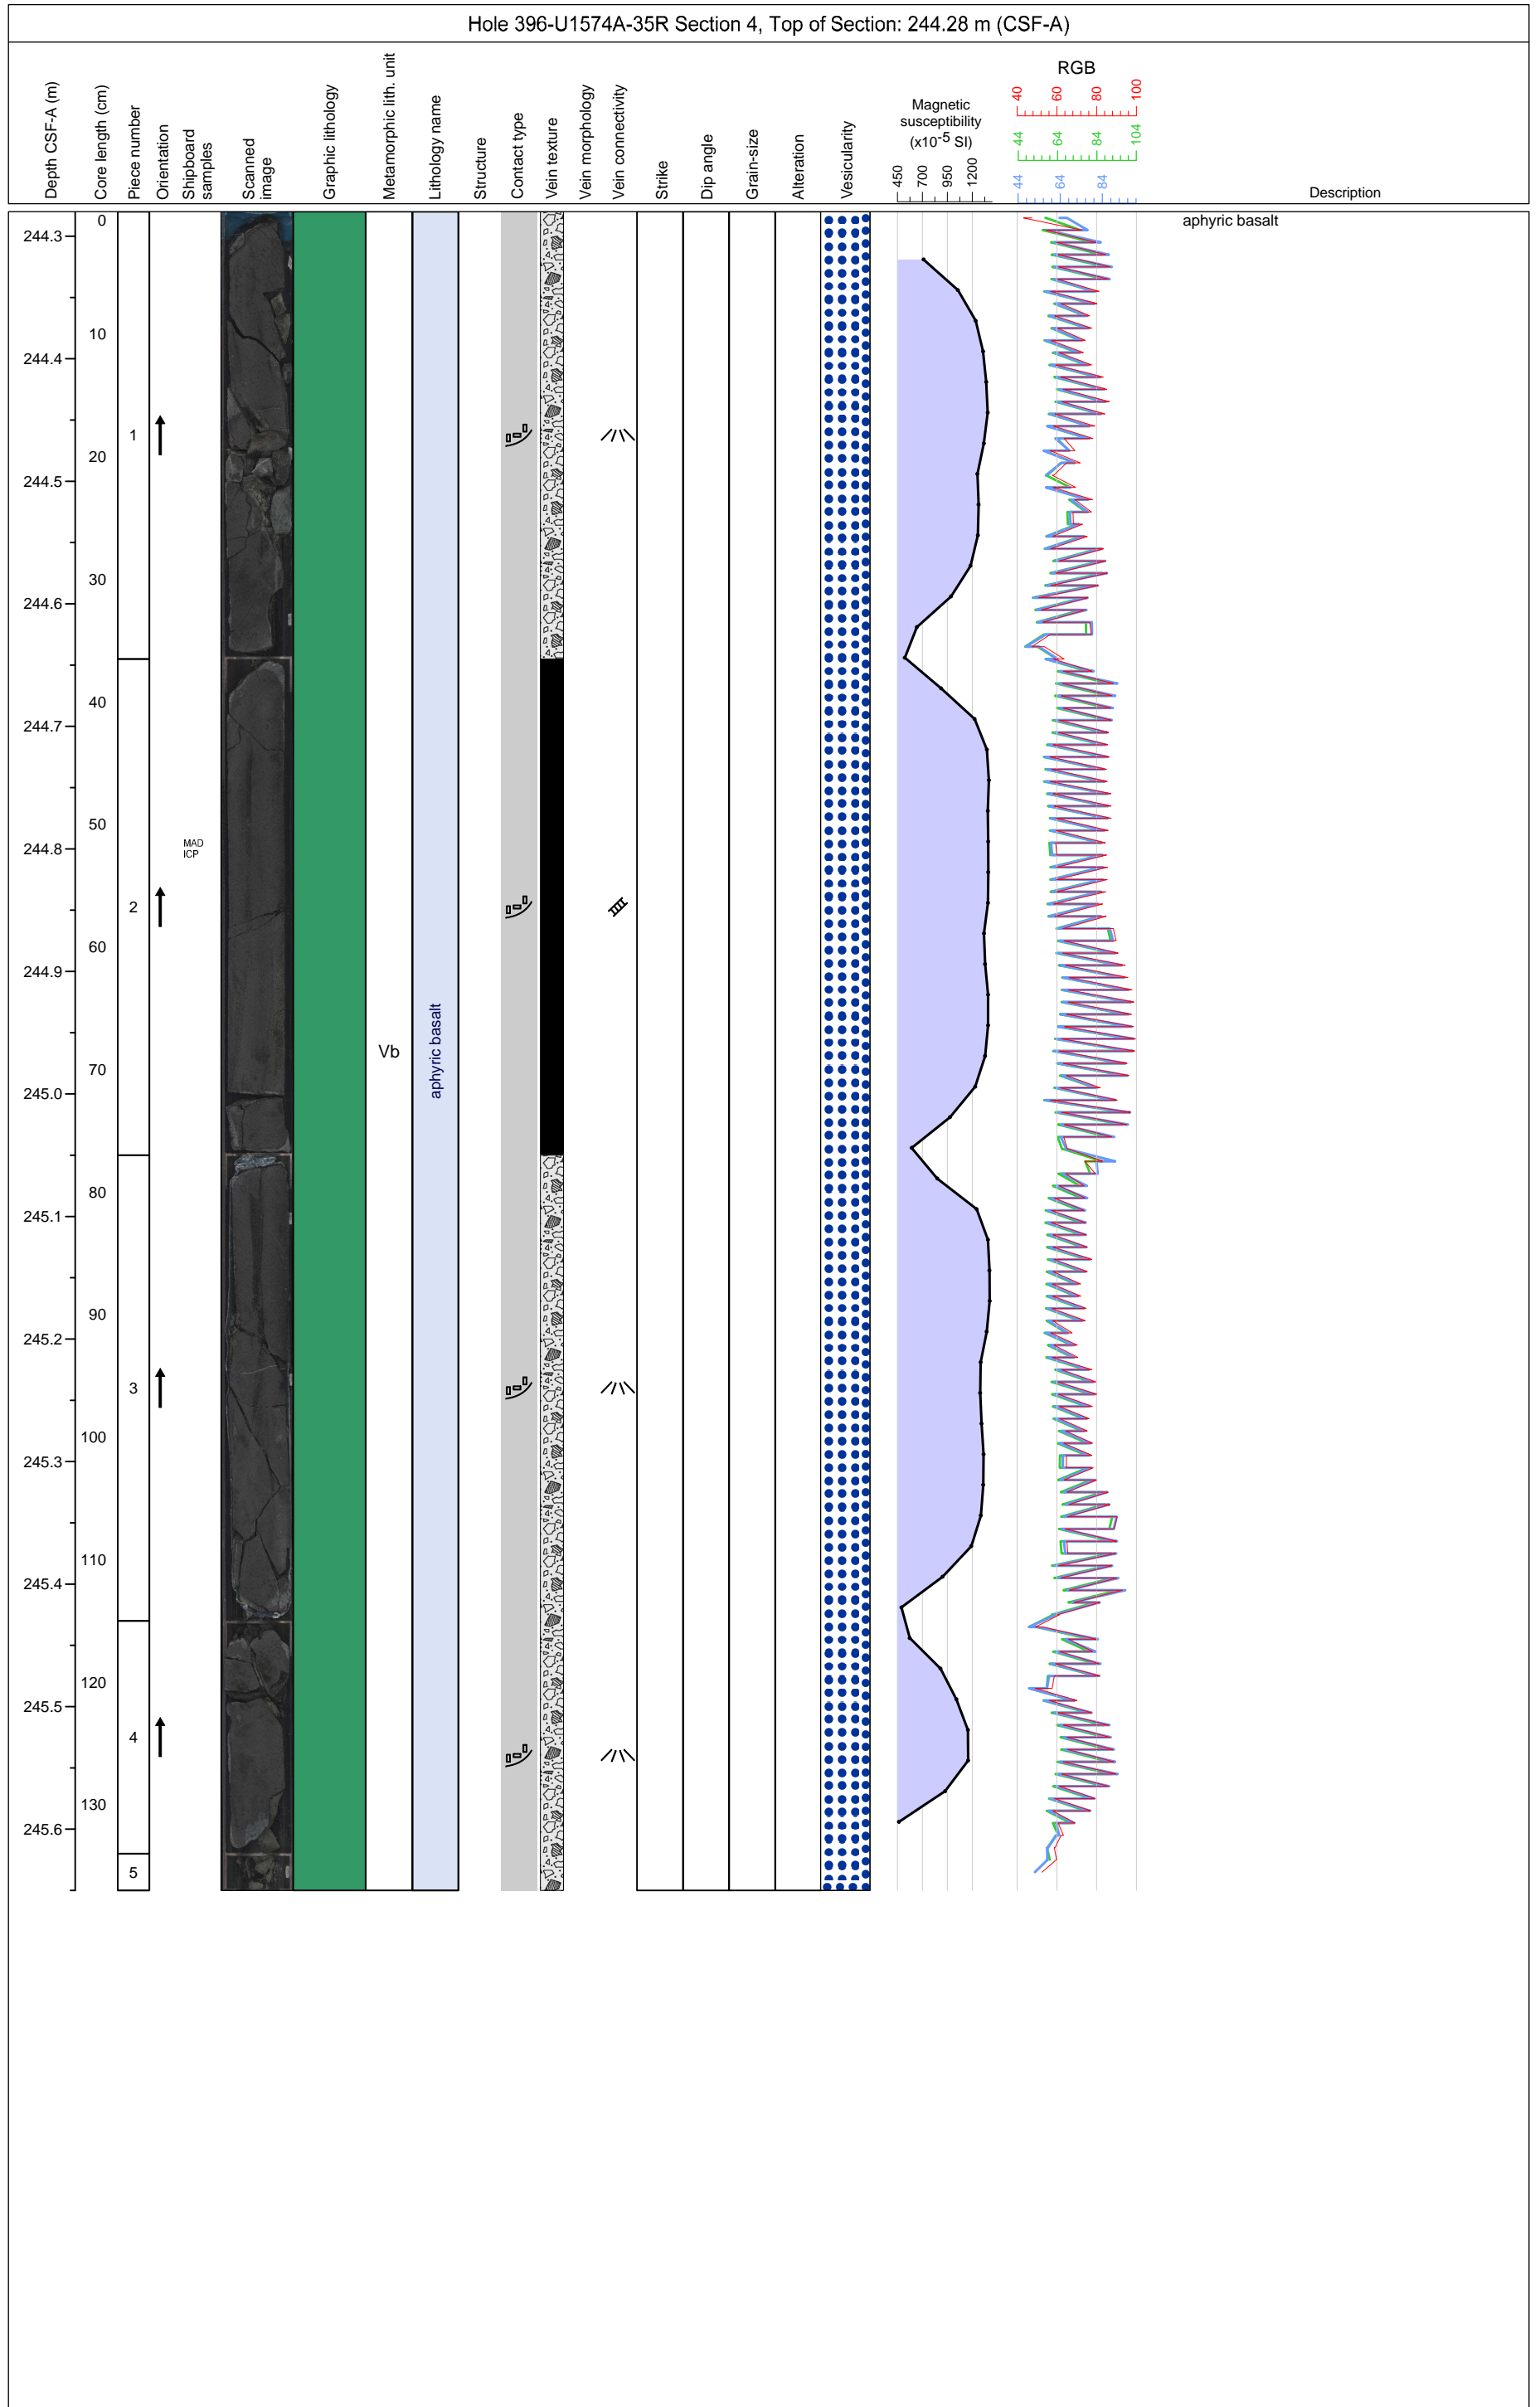 Hole 396-U1574A-35R Section 4, Top of Section: 244.28 m (CSF-A)
Depth CSF-A (m)
Core length (cm)
Piece number
Orientation
Shipboard
samples
Scanned
image
Graphic lithology
Metamorphic lith. unit
Lithology name
Structure
Contact type
Vein texture
Vein morphology
Vein connectivity
Strike
Dip angle
Grain-size
Alteration
Vesicularity
Magnetic
susceptibility
(x10-5 SI)
450 700 950 1200
RGB
40 60 80 100
44 64 84 104
44 64 84
Description
aphyric basalt
0
244.3
10
244.4
1
20
244.5
30
244.6
40
244.7
50
244.8
MAD
ICP
2
60
244.9
Vb
aphyric basalt
70
245.0
80
245.1
90
245.2
3
100
245.3
110
245.4
120
245.5
4
130
245.6
5